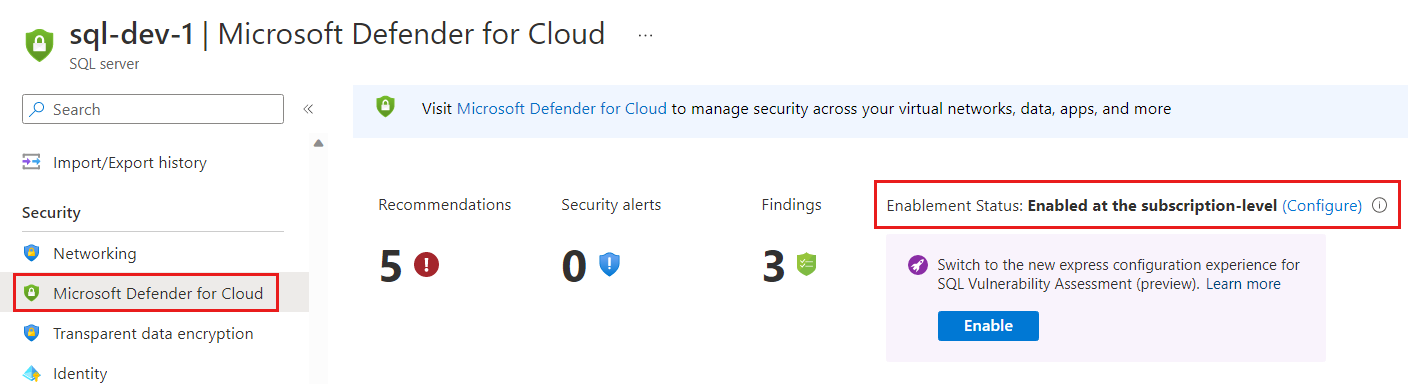 sql-dev-1 | Microsoft Defender for Cloud ...
SQL server
Search
Import/Export history
Security
Networking
Microsoft Defender for Cloud
Transparent data encryption
Identity
Visit Microsoft Defender for Cloud to manage security across your virtual networks, data, apps, and more
Recommendations
5
Security alerts
0
Findings
3
Enablement Status: Enabled at the subscription-level (Configure)
Switch to the new express configuration experience for
SQL Vulnerability Assessment (preview). Learn more
Enable